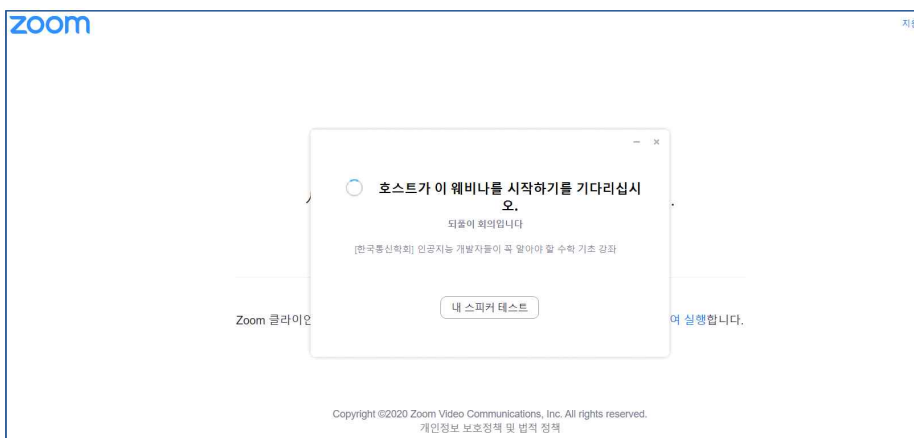 zoom
호스트가 이 웨비나를 시작하기를 기다리십시
오.
되풀이 회의입니다
[한국통신학회] 인공지능 개발자들이 꼭 알아야 할 수학 기초 강좌
내 스피커 테스트
Zoom 클라이언
여 실행합니다.
Copyright ©2020 Zoom Video Communications, Inc. All rights reserved.
개인정보 보호정책 및 법적 정책